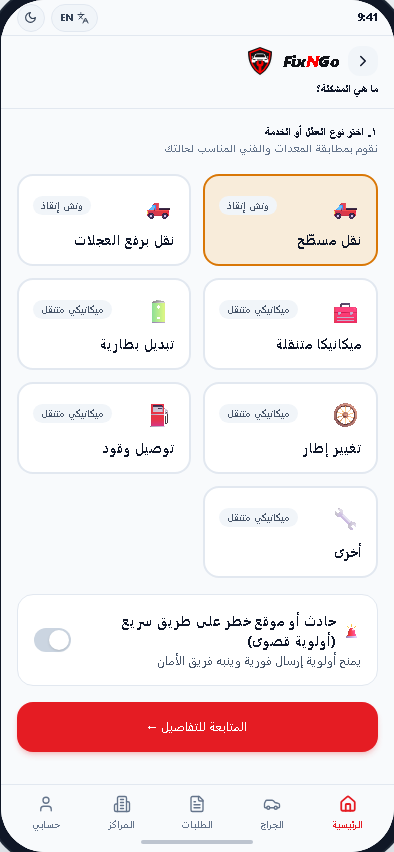 9:41
EN
FixNGo
ما هي المشكلة؟
١. اختر نوع العطل أو الخدمة
نقوم بمطابقة المعدات والفني المناسب لحالتك
ونش إنقاذ
نقل مسطّح
ونش إنقاذ
نقل برفع العجلات
ميكانيكي متنقل
ميكانيكا متنقلة
ميكانيكي متنقل
تبديل بطارية
ميكانيكي متنقل
تغيير إطار
ميكانيكي متنقل
توصيل وقود
ميكانيكي متنقل
أخرى
حادث أو موقع خطر على طريق سريع
(أولوية قصوى)
يمنح أولوية إرسال فورية وينبه فريق الأمان
المتابعة للتفاصيل ←
الرئيسية
الجراج
الطلبات
المراكز
حسابي